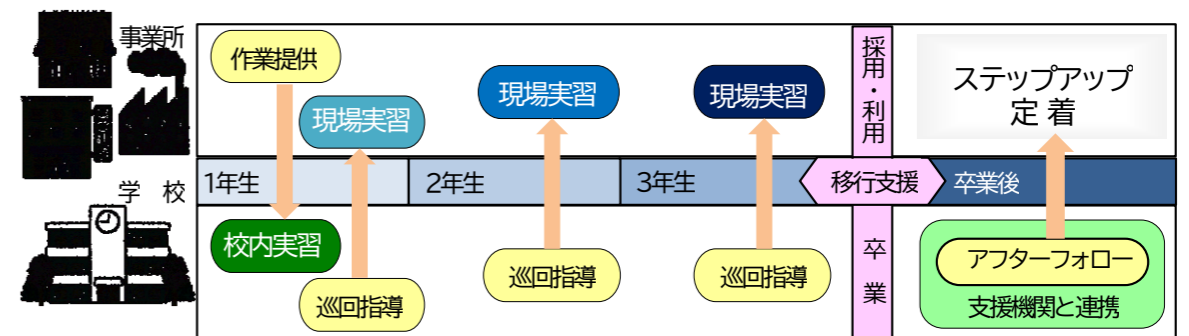 事業所
作業提供
現場実習
現場実習
現場実習
採用・利用
ステップアップ
定着
学 校
1年生
2年生
3年生
移行支援
卒業後
校内実習
巡回指導
巡回指導
巡回指導
卒 業
アフターフォロー
支援機関と連携